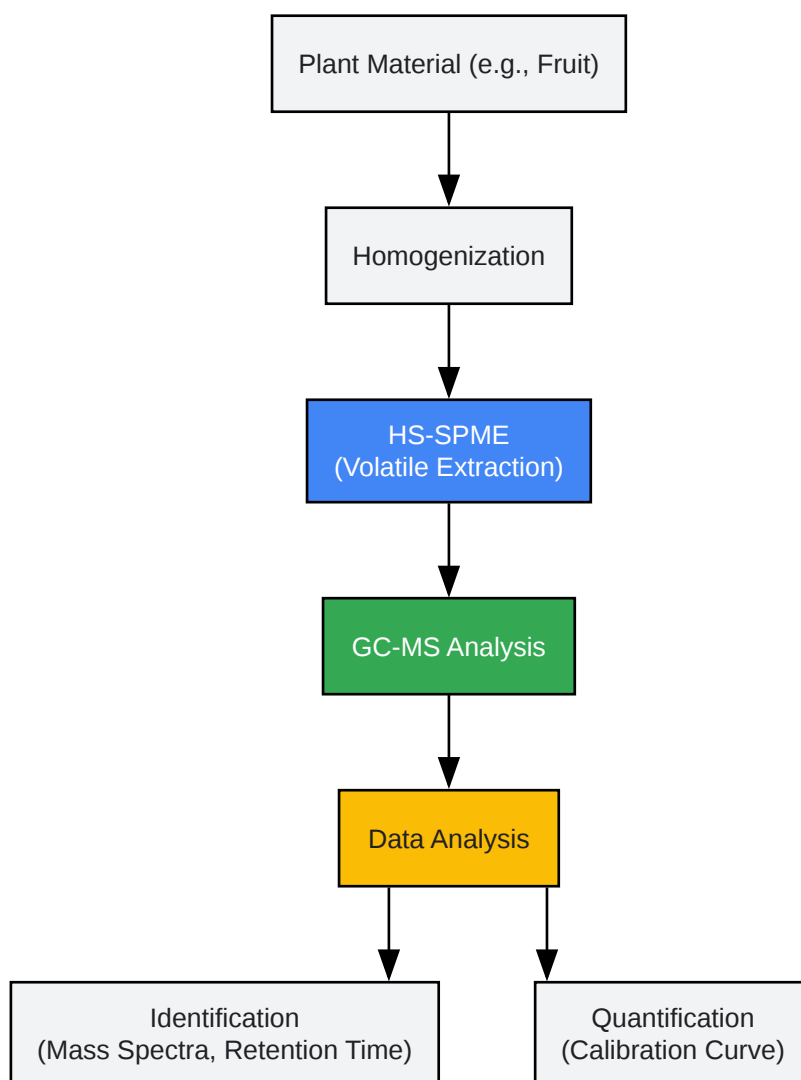 Plant Material (e.g., Fruit)
Homogenization
HS-SPME
(Volatile Extraction)
GC-MS Analysis
Data Analysis
Identification
(Mass Spectra, Retention Time)
Quantification
(Calibration Curve)